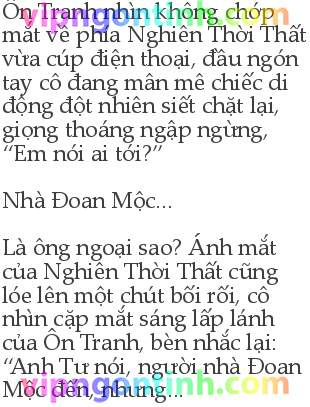 Ôn Tranh nhìn không chớp
mắt về phía Nghiên Thời Thất
vừa cúp điện thoại, đầu ngón
tay cô đang mân mê chiếc di
động đột nhiên siết chặt lại,
giọng thoáng ngập ngừng,
“Em nói ai tới?”
Nhà Đoan Mộc...
Là ông ngoại sao? Ánh mắt
của Nghiên Thời Thất cũng
lóe lên một chút bối rối, cô
nhìn cặp mắt sáng lấp lánh
của Ôn Tranh, bèn nhắc lại:
“Anh Tư nói, người nhà Đoan
Mộc đến, nhưng...
vipngontinh.com
vipngontinh.com